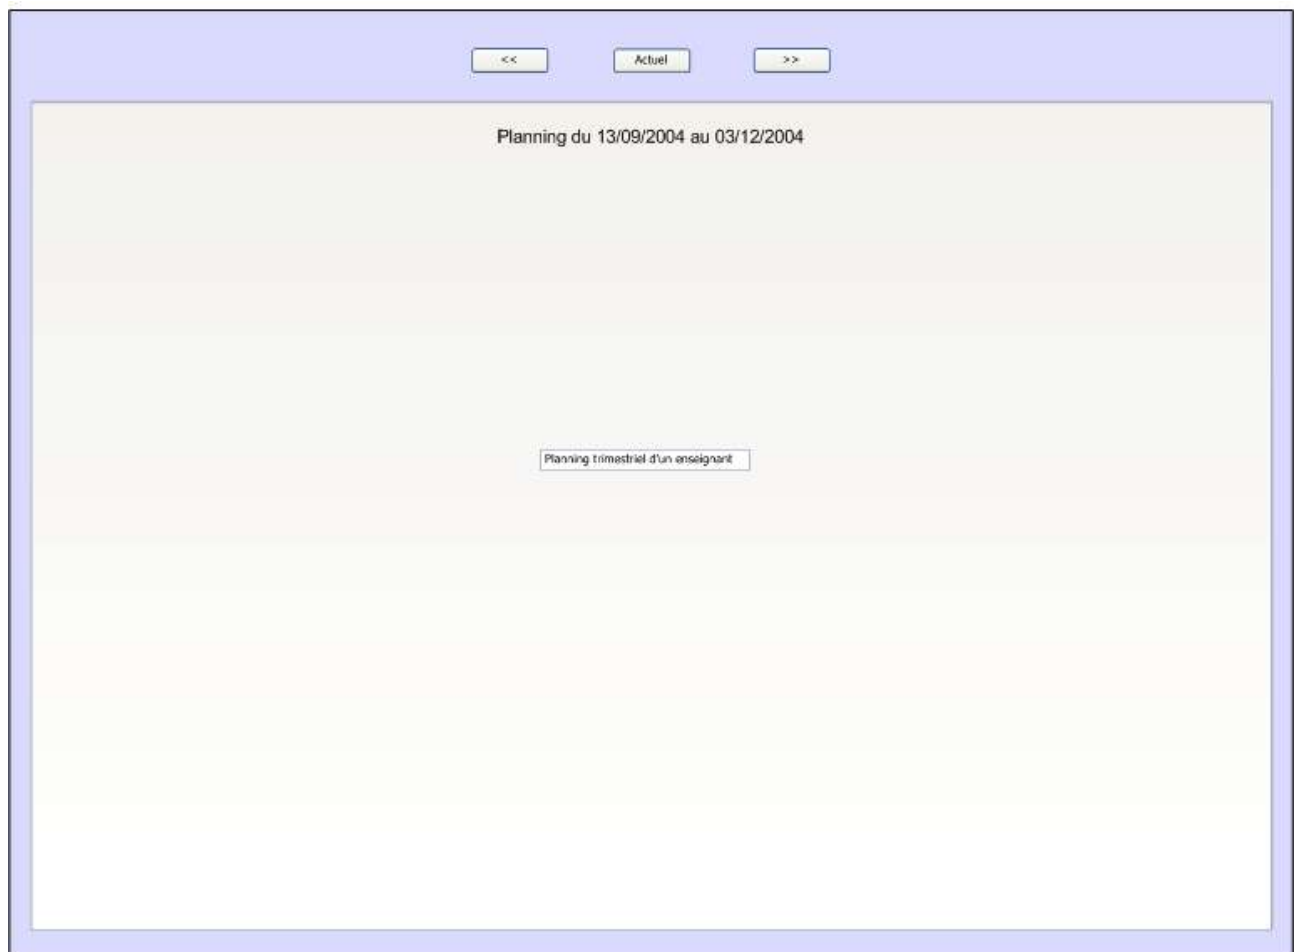 << Actuel >>
Planning du 13/09/2004 au 03/12/2004
Planning trimestriel d'un enseignant